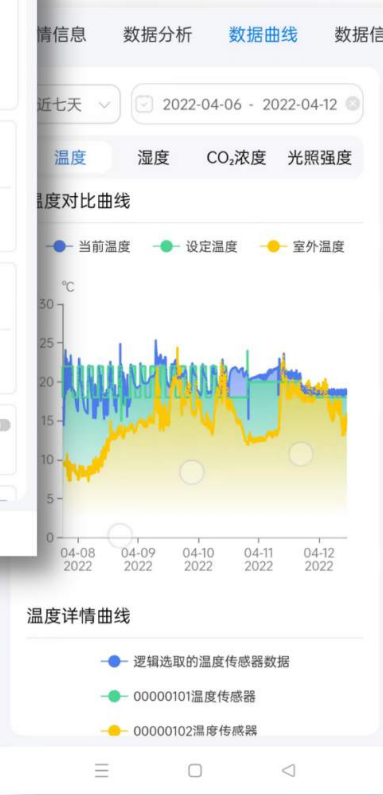 情信息 数据分析 数据曲线 数据信
近七天 2022-04-06 - 2022-04-12
温度 湿度 CO₂浓度 光照强度
温度对比曲线
当前温度 设定温度 室外温度
℃
30
25
20
15
10
5
0
04-08 04-09 04-10 04-11 04-12
2022 2022 2022 2022 2022
温度详情曲线
逻辑选取的温度传感器数据
00000101温度传感器
00000102温度传感器